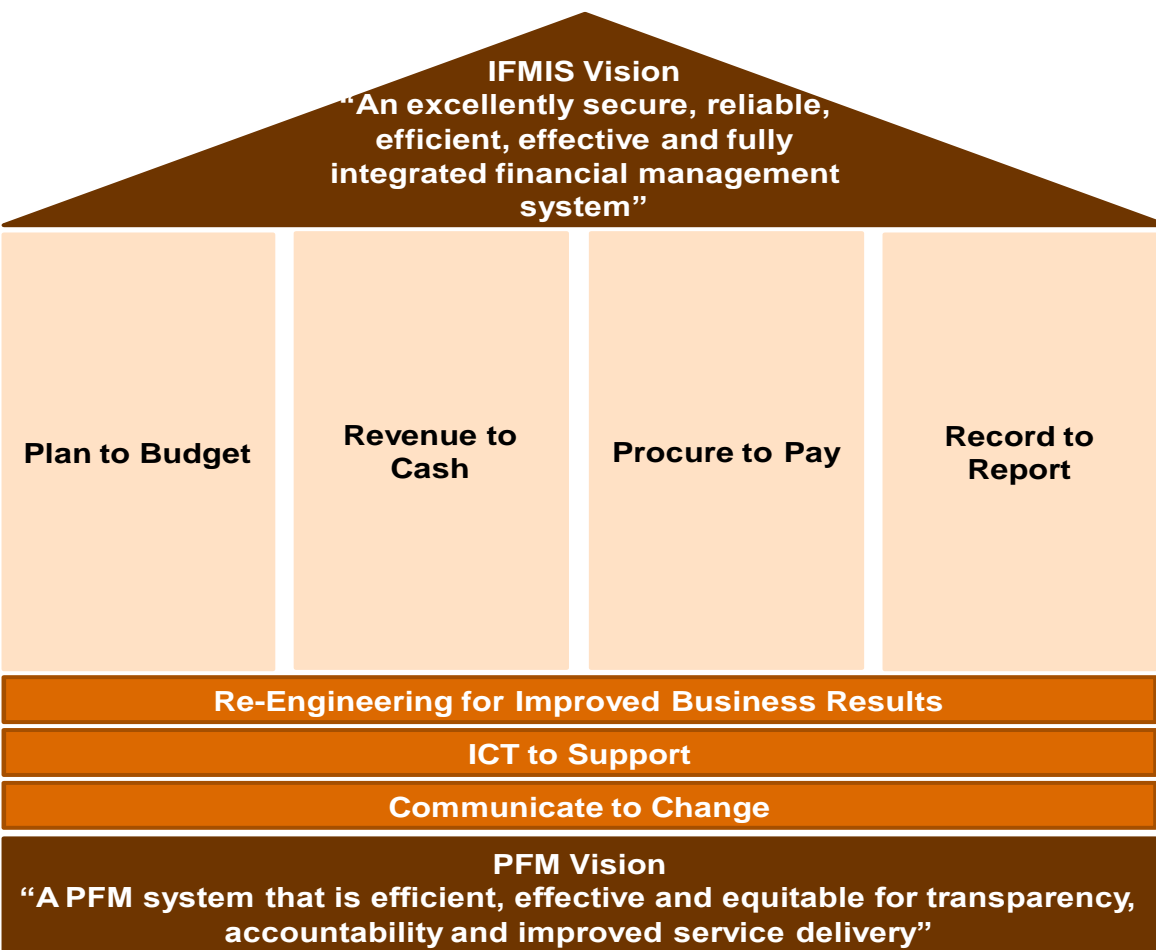 IFMIS Vision
“An excellently secure, reliable,
efficient, effective and fully
integrated financial management
system”
Plan to Budget
Revenue to
Cash
Procure to Pay
Record to
Report
Re-Engineering for Improved Business Results
ICT to Support
Communicate to Change
PFM Vision
“A PFM system that is efficient, effective and equitable for transparency,
accountability and improved service delivery”